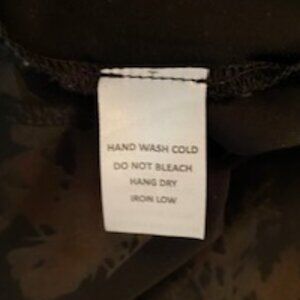 HAND WASH COLD
DO NOT BLEACH
HANG DRY
IRON LOW